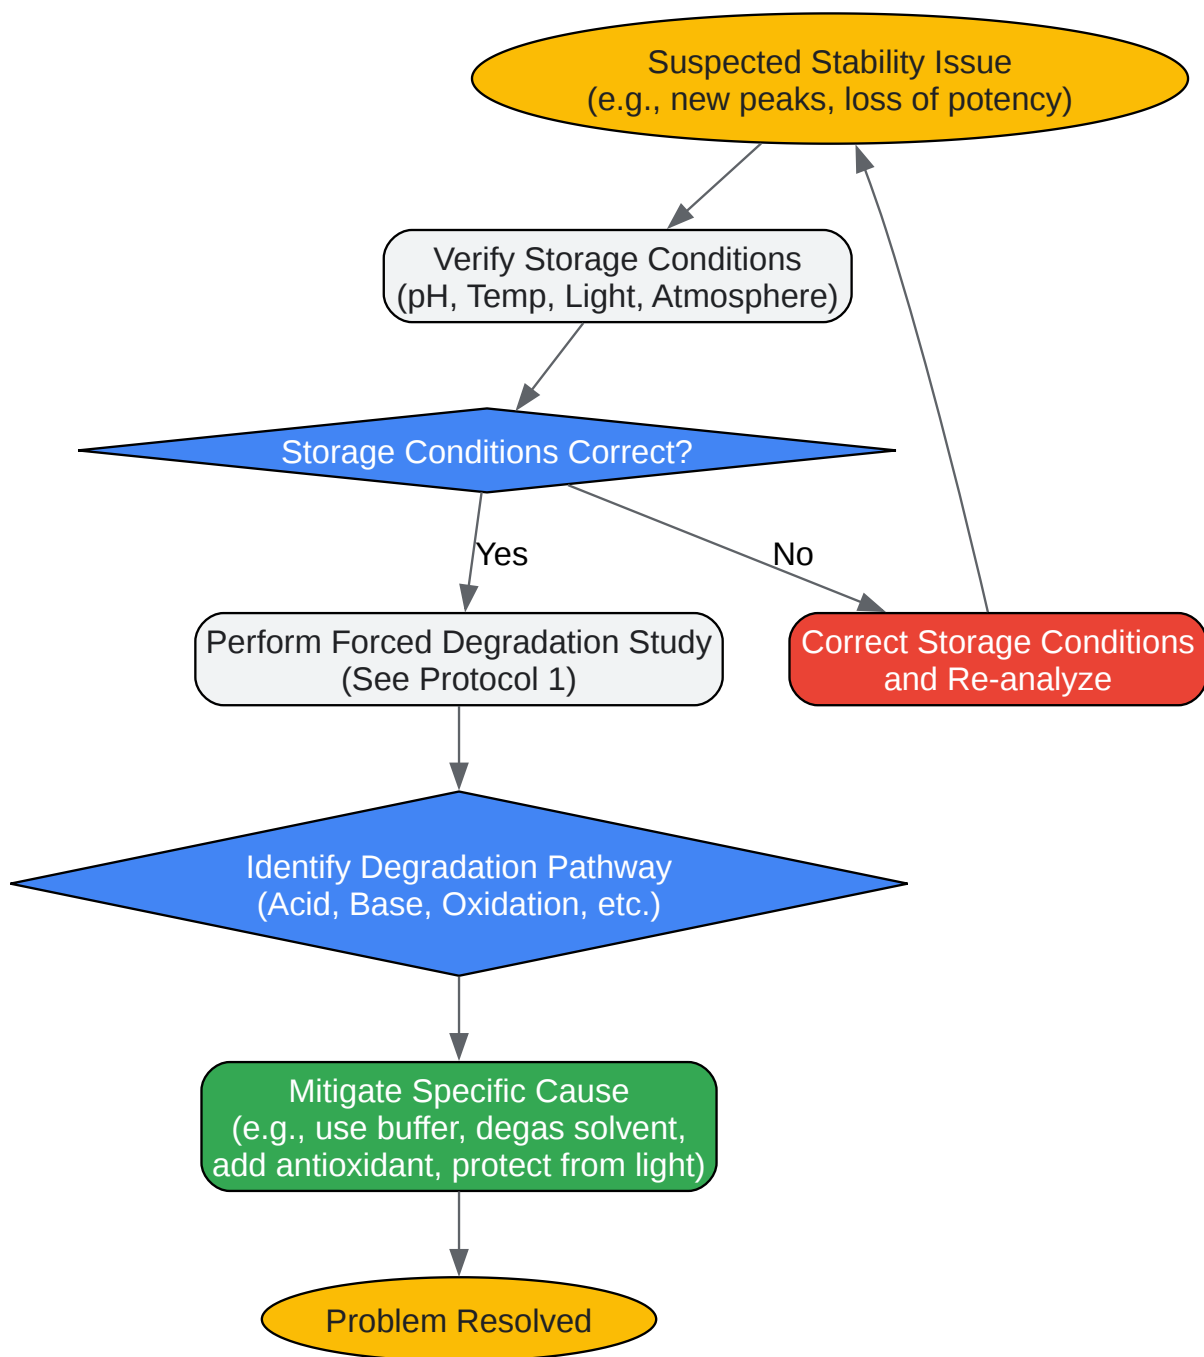 Suspected Stability Issue
(e.g., new peaks, loss of potency)
Verify Storage Conditions
(pH, Temp, Light, Atmosphere)
Storage Conditions Correct?
Yes
No
Perform Forced Degradation Study
(See Protocol 1)
Correct Storage Conditions
and Re-analyze
Identify Degradation Pathway
(Acid, Base, Oxidation, etc.)
Mitigate Specific Cause
(e.g., use buffer, degas solvent,
add antioxidant, protect from light)
Problem Resolved